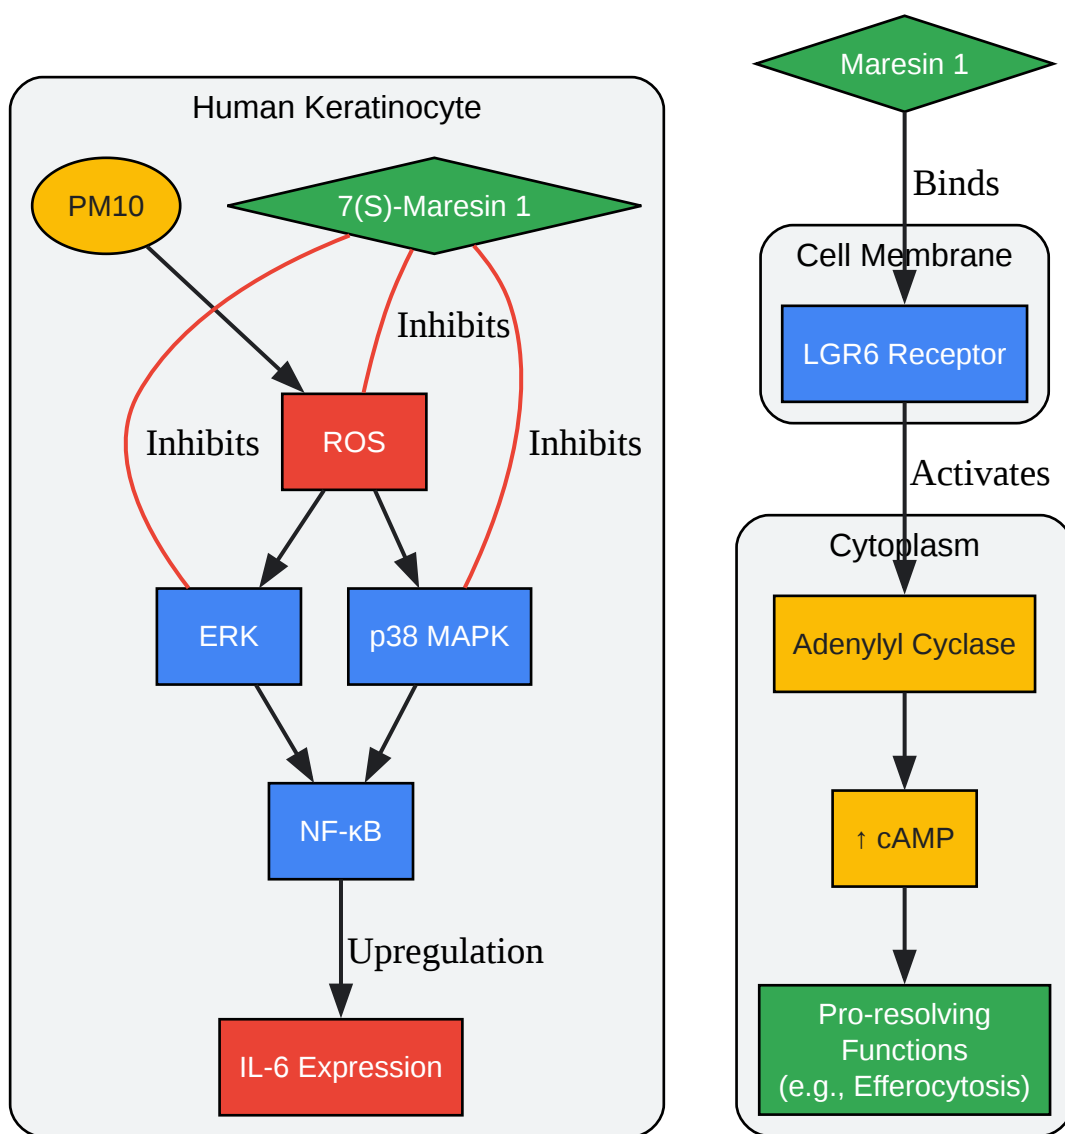 Human Keratinocyte
PM10
7(S)-Maresin 1
Inhibits
ROS
Inhibits
Inhibits
ERK
p38 MAPK
NF-κB
Upregulation
IL-6 Expression
Maresin 1
Binds
Cell Membrane
LGR6 Receptor
Activates
Cytoplasm
Adenylyl Cyclase
↑ cAMP
Pro-resolving
Functions
(e.g., Efferocytosis)